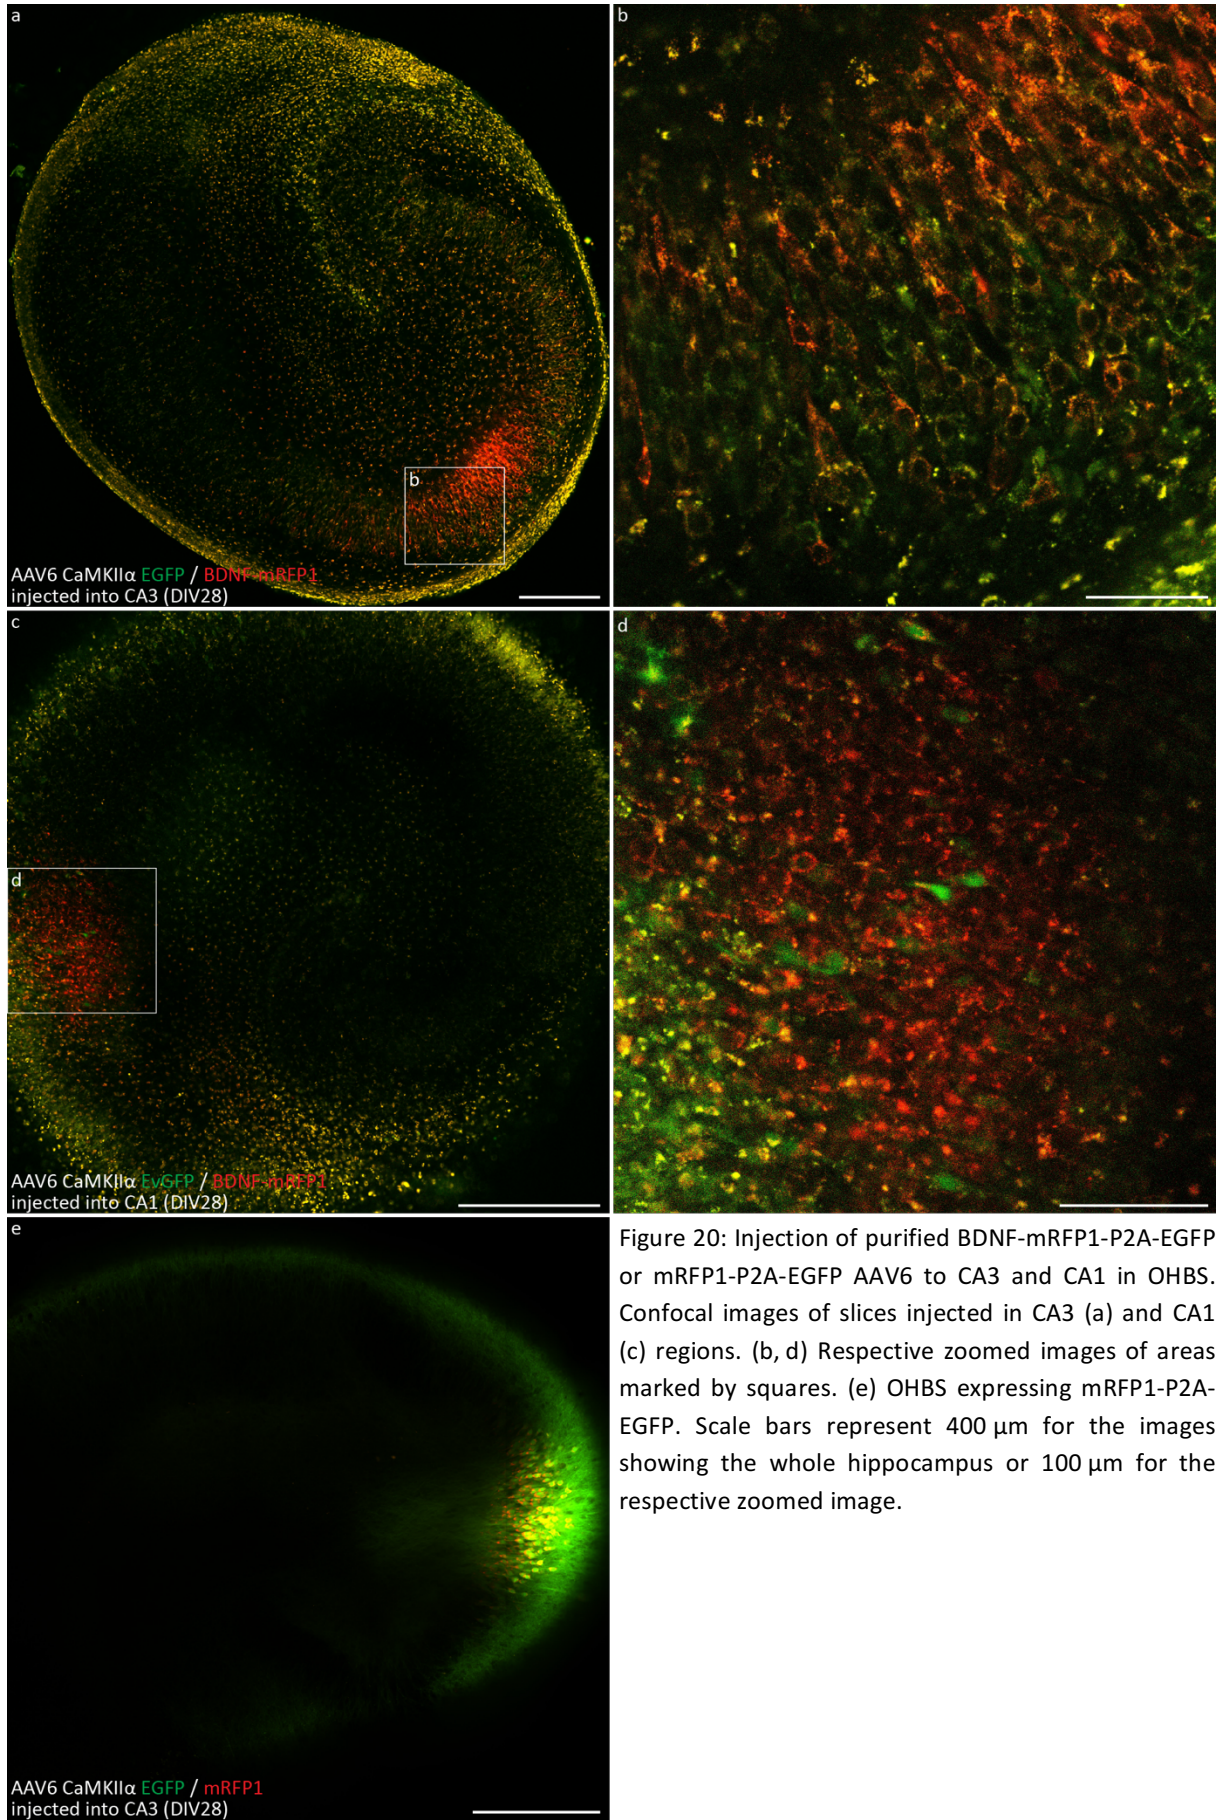 a
b
b
AAV6 CaMKIIα EGFP / BDNF-mRFP1
injected into CA3 (DIV28)
c
d
d
AAV6 CaMKIIα EvGFP / BDNF-mRFP1
injected into CA1 (DIV28)
e
AAV6 CaMKIIα EGFP / mRFP1
injected into CA3 (DIV28)
Figure 20: Injection of purified BDNF-mRFP1-P2A-EGFP
or mRFP1-P2A-EGFP AAV6 to CA3 and CA1 in OHBS.
Confocal images of slices injected in CA3 (a) and CA1
(c) regions. (b, d) Respective zoomed images of areas
marked by squares. (e) OHBS expressing mRFP1-P2A-
EGFP. Scale bars represent 400 µm for the images
showing the whole hippocampus or 100 µm for the
respective zoomed image.